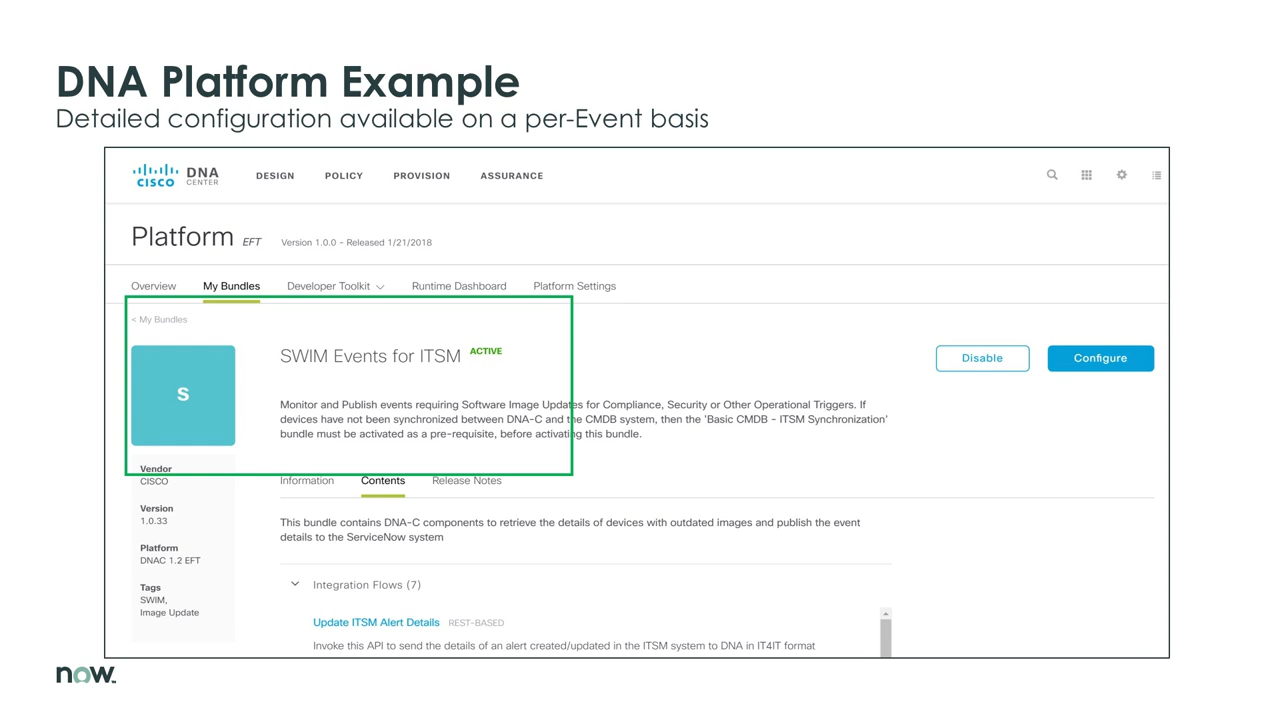 DNA Platform Example
Detailed configuration available on a per-Event basis
CISCO
DNA
CENTER
DESIGN
POLICY
PROVISION
ASSURANCE
Platform EFT Version 1.0.0 - Released 1/21/2018
Overview
My Bundles
Developer Toolkit
Runtime Dashboard
Platform Settings
< My Bundles
S
SWIM Events for ITSM ACTIVE
Disable
Configure
Monitor and Publish events requiring Software Image Updates for Compliance, Security or Other Operational Triggers. If
devices have not been synchronized between DNA-C and the CMDB system, then the 'Basic CMDB - ITSM Synchronization'
bundle must be activated as a pre-requisite, before activating this bundle.
Vendor
CISCO
Version
1.0.33
Platform
DNAC 1.2 EFT
Tags
SWIM,
Image Update
Information
Contents
Release Notes
This bundle contains DNA-C components to retrieve the details of devices with outdated images and publish the event
details to the ServiceNow system
Integration Flows (7)
Update ITSM Alert Details REST-BASED
Invoke this API to send the details of an alert created/updated in the ITSM system to DNA in IT4IT format
now™